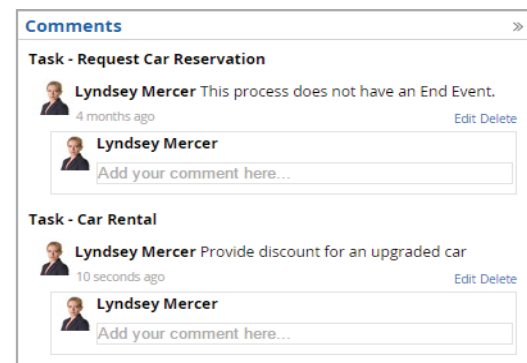 Comments »
Task - Request Car Reservation
Lyndsey Mercer This process does not have an End Event.
4 months ago Edit Delete
Lyndsey Mercer
Add your comment here...
Task - Car Rental
Lyndsey Mercer Provide discount for an upgraded car
10 seconds ago Edit Delete
Lyndsey Mercer
Add your comment here...